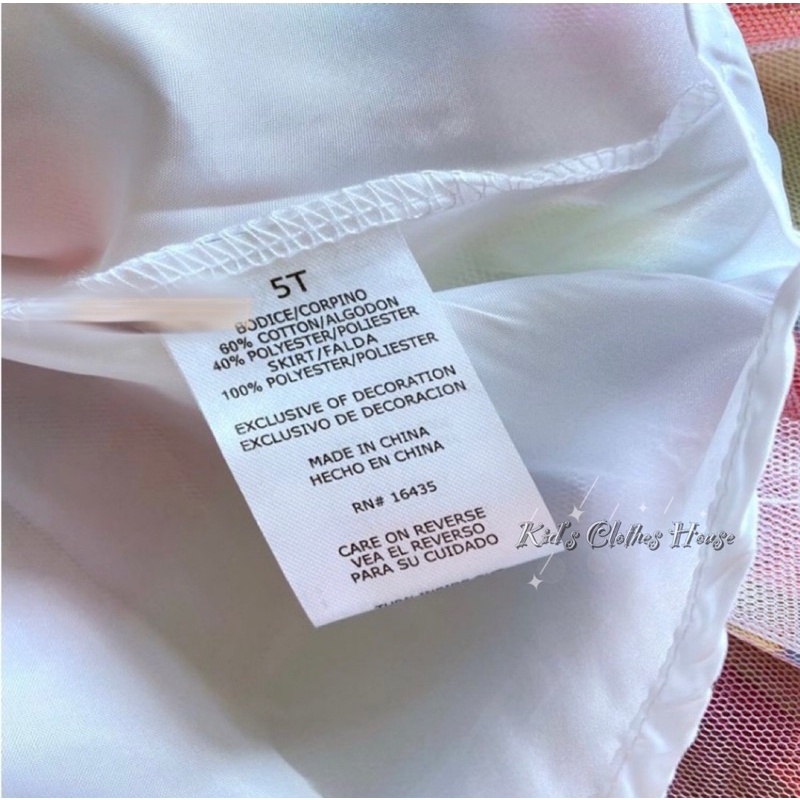 5T
BODICE/CORPINO
60% COTTON/ALGODON
40% POLYESTER/POLIESTER
SKIRT/FALDA
100% POLYESTER/POLIESTER
EXCLUSIVE OF DECORATION
EXCLUSIVO DE DECORACION
MADE IN CHINA
HECHO EN CHINA
RN# 16435
CARE ON REVERSE
VEA EL REVERSO
PARA SU CUIDADO
Kid's Clothes House